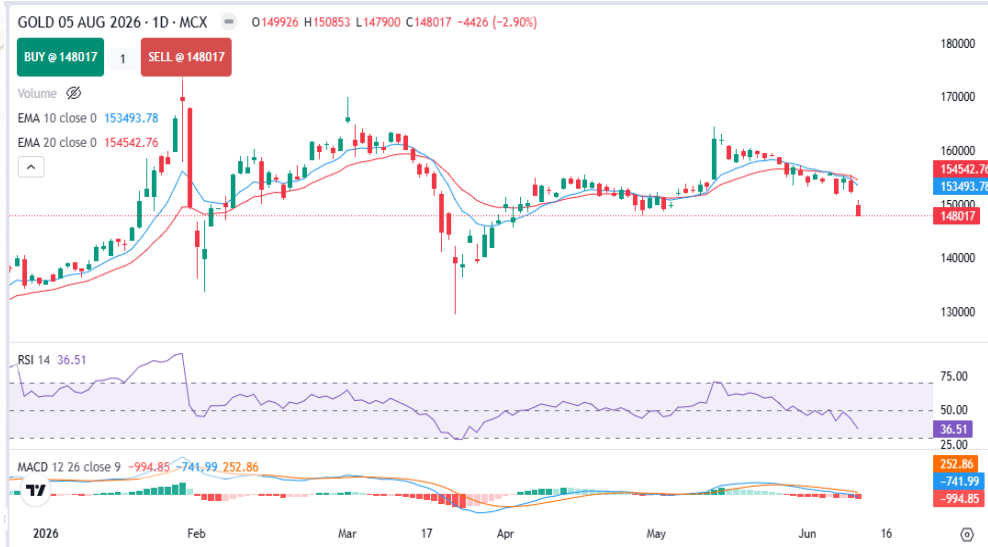 GOLD 05 AUG 2026 · 1D · MCX O149926 H150853 L147900 C148017 −4426 (−2.90%)
BUY @ 148017 1 SELL @ 148017
Volume
EMA 10 close 0 153493.78
EMA 20 close 0 154542.76
180000
170000
160000
154542.76
153493.78
150000
148017
140000
130000
RSI 14 36.51
75.00
50.00
36.51
25.00
MACD 12 26 close 9 −994.85 −741.99 252.86
252.86
−741.99
−994.85
2026 Feb Mar 17 Apr May Jun 16